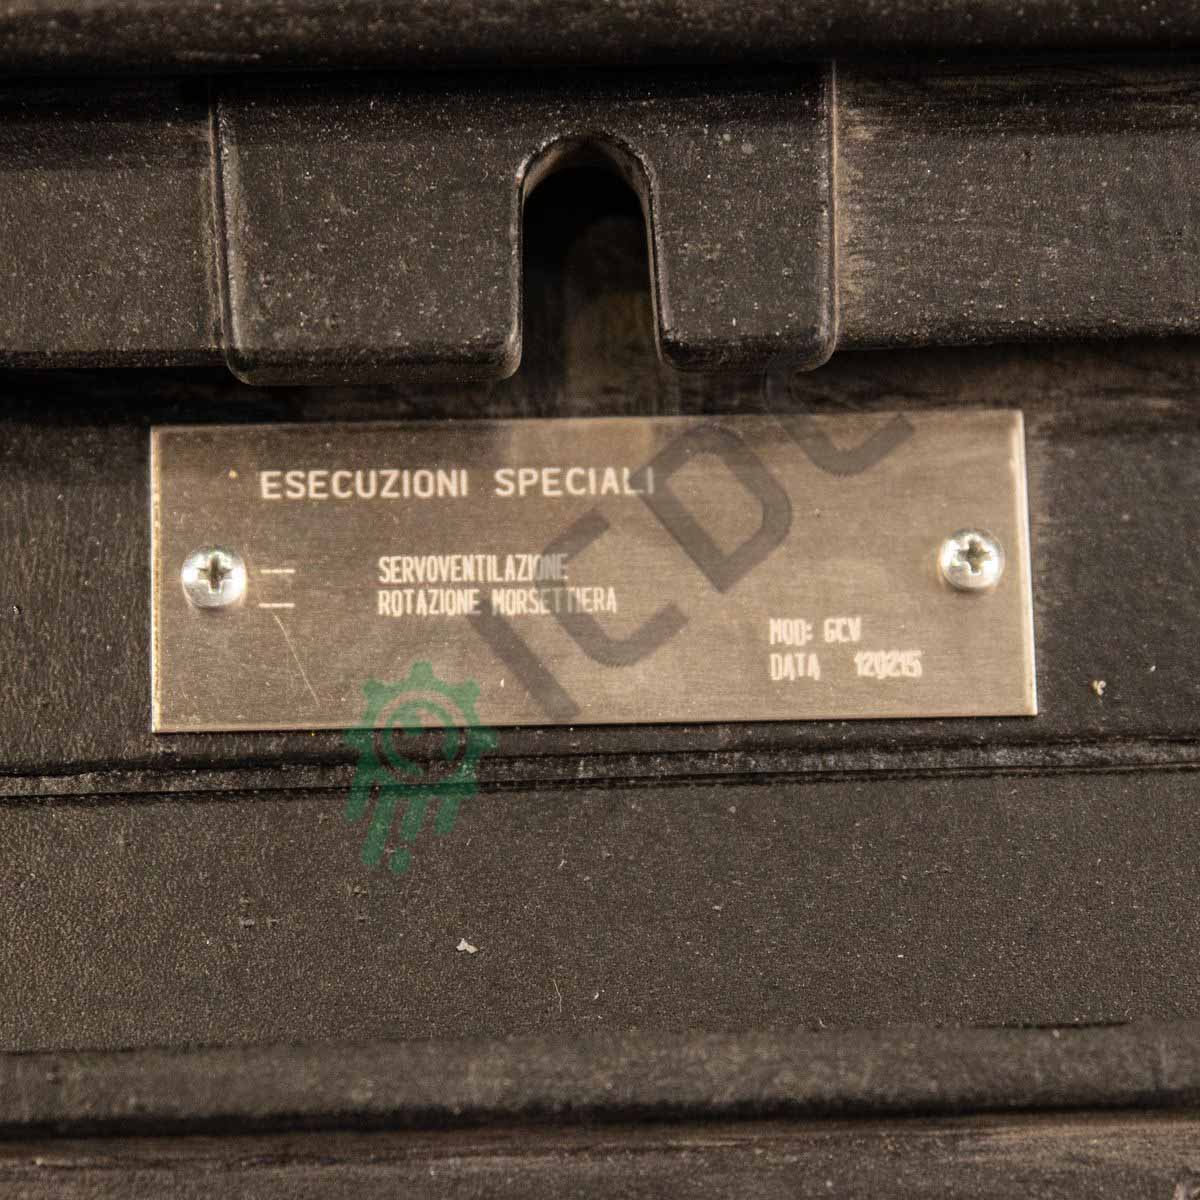 ESECUZIONI SPECIALI
— SERVOVENTILAZIONE
— ROTAZIONE MORSETTIERA
MOD: GCV
DATA 120215
ICDC